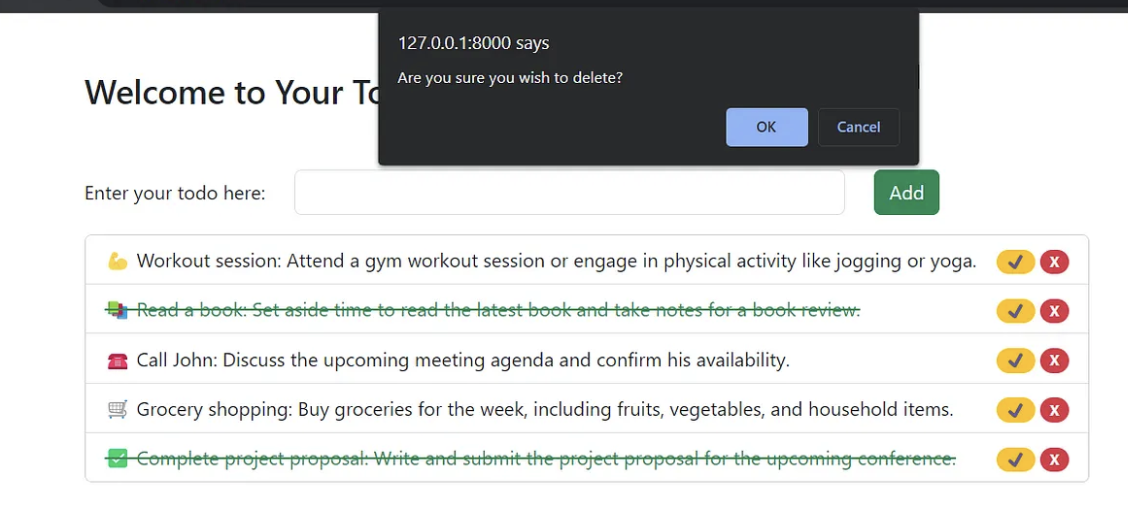 127.0.0.1:8000 says
Are you sure you wish to delete?
OK Cancel
Welcome to Your
Enter your todo here: Add
💪 Workout session: Attend a gym workout session or engage in physical activity like jogging or yoga. ✔ X
📚 Read a book: Set aside time to read the latest book and take notes for a book review. ✔ X
☎️ Call John: Discuss the upcoming meeting agenda and confirm his availability. ✔ X
🛒 Grocery shopping: Buy groceries for the week, including fruits, vegetables, and household items. ✔ X
✅ Complete project proposal: Write and submit the project proposal for the upcoming conference. ✔ X